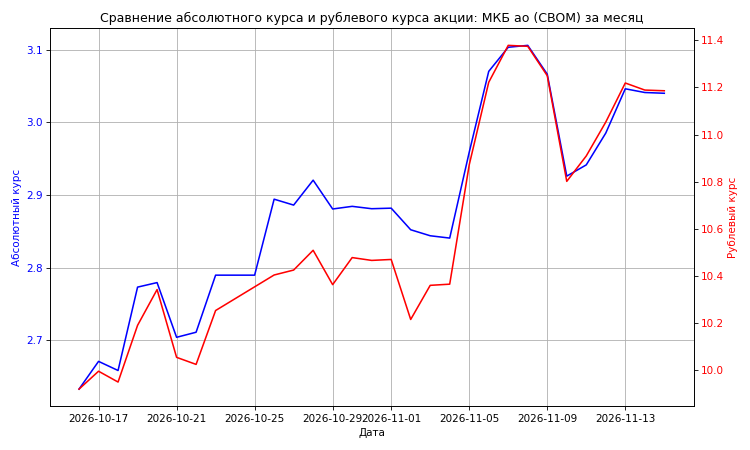 Сравнение абсолютного курса и рублевого курса акции: МКБ ао (CBOM) за месяц
Абсолютный курс
3.1
3.0
2.9
2.8
2.7
11.4
11.2
11.0
10.8
10.6
10.4
10.2
10.0
Рублевый курс
2026-10-17 2026-10-21 2026-10-25 2026-10-29 2026-11-01 2026-11-05 2026-11-09 2026-11-13
Дата